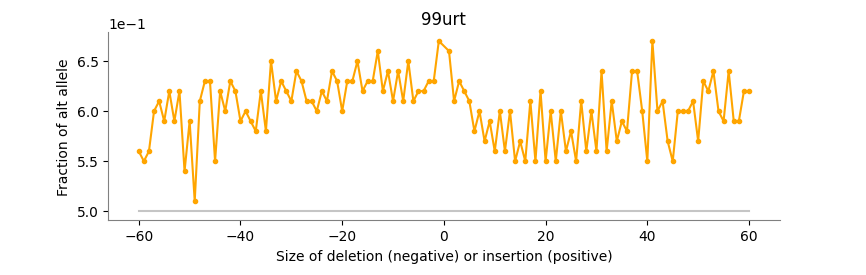 99urt
1e−1
6.5
6.0
5.5
5.0
Fraction of alt allele
−60 −40 −20 0 20 40 60
Size of deletion (negative) or insertion (positive)